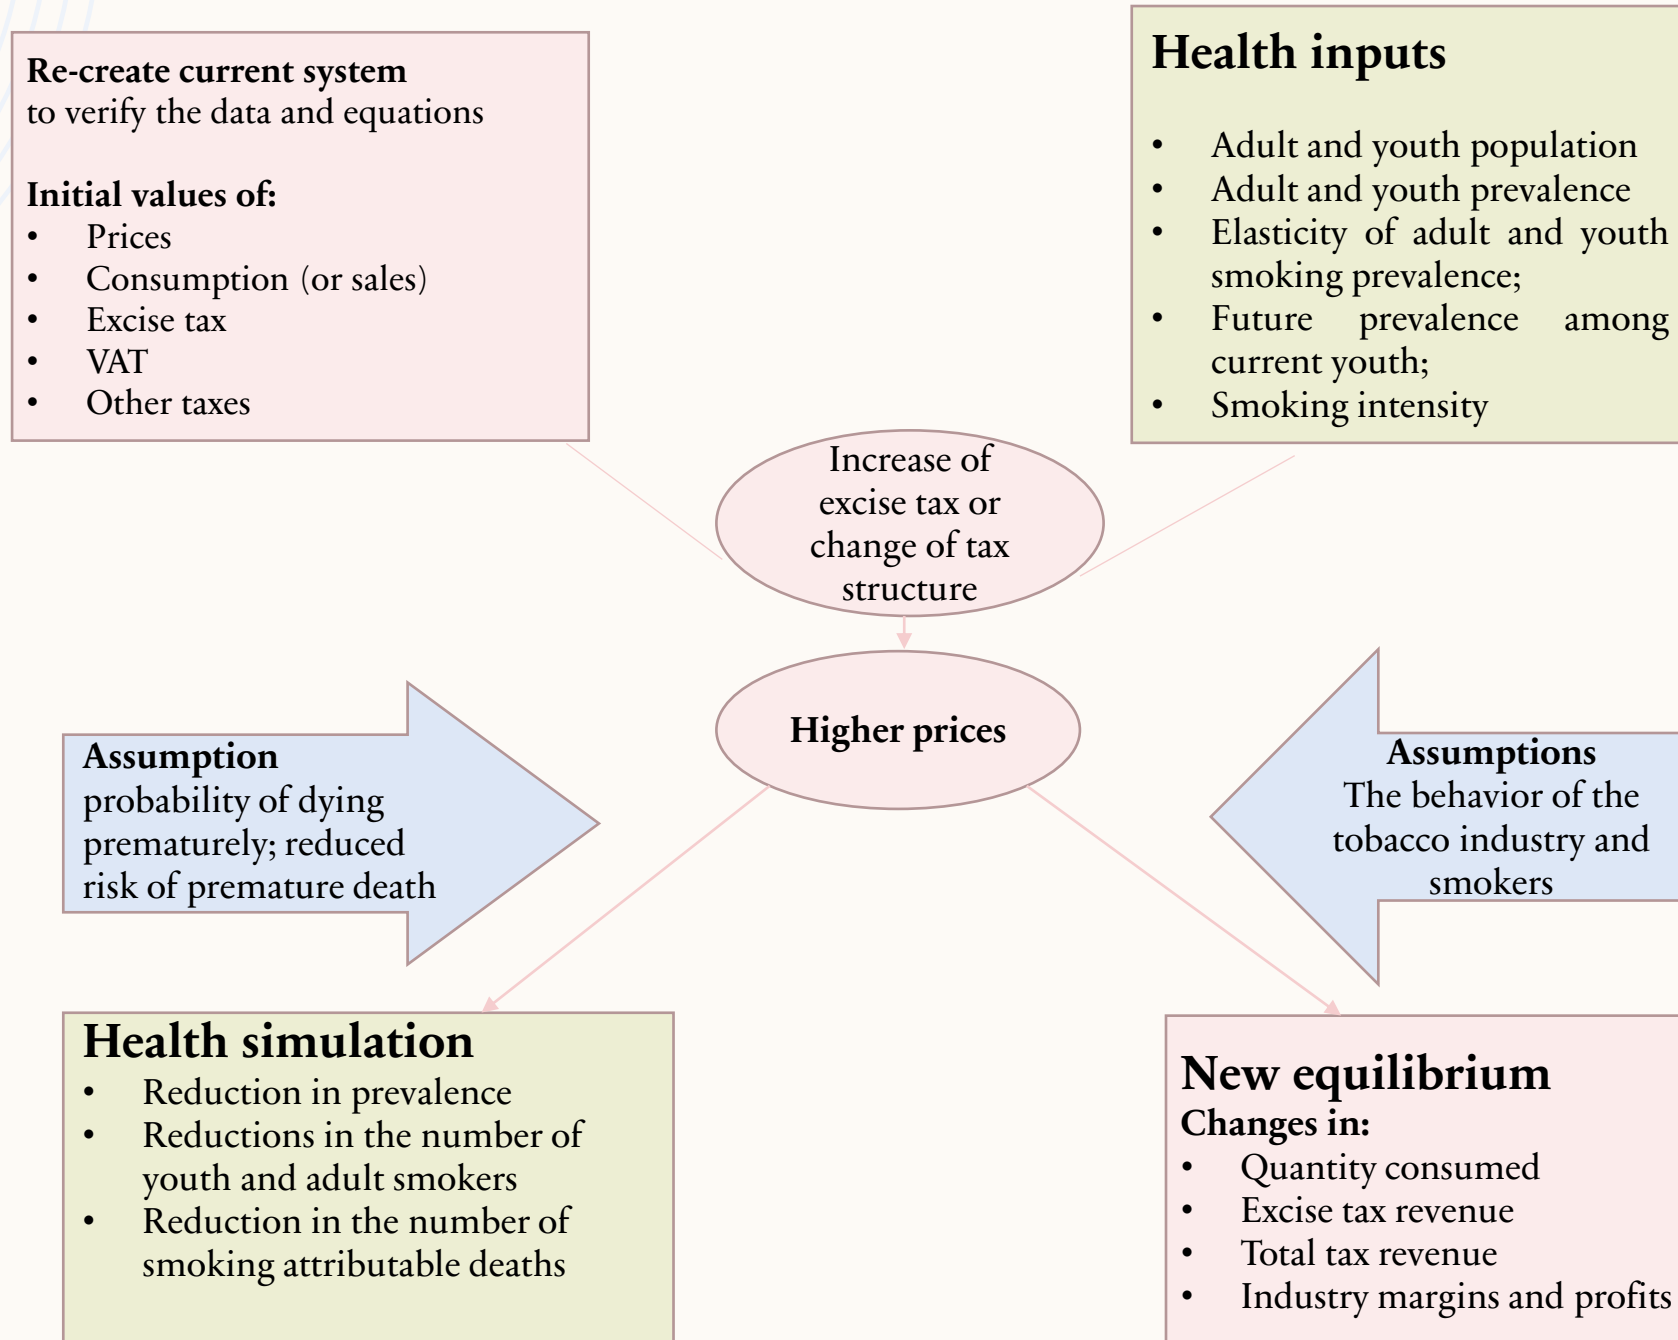 Re-create current system
to verify the data and equations
Initial values of:
• Prices
• Consumption (or sales)
• Excise tax
• VAT
• Other taxes
Health inputs
• Adult and youth population
• Adult and youth prevalence
• Elasticity of adult and youth
smoking prevalence;
• Future prevalence among
current youth;
• Smoking intensity
Increase of
excise tax or
change of tax
structure
Higher prices
Assumption
probability of dying
prematurely; reduced
risk of premature death
Assumptions
The behavior of the
tobacco industry and
smokers
Health simulation
• Reduction in prevalence
• Reductions in the number of
youth and adult smokers
• Reduction in the number of
smoking attributable deaths
New equilibrium
Changes in:
• Quantity consumed
• Excise tax revenue
• Total tax revenue
• Industry margins and profits